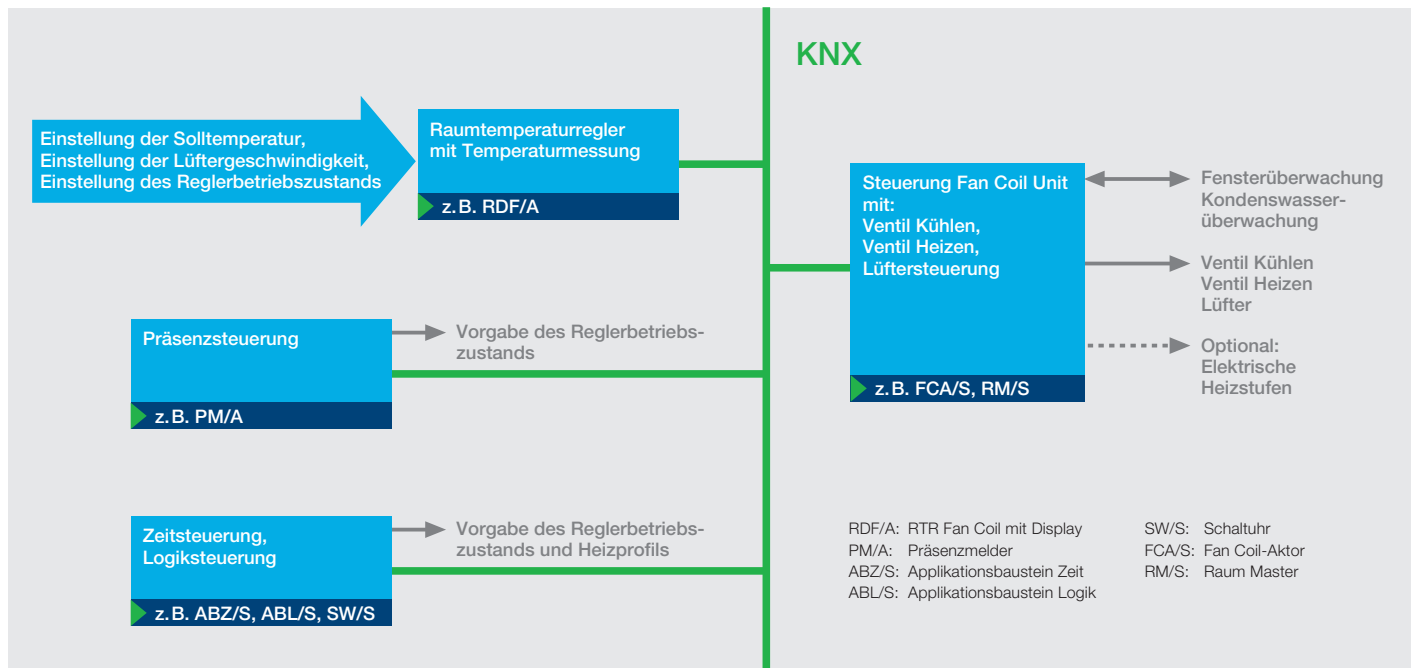 KNX
Einstellung der Solltemperatur,
Einstellung der Lüftergeschwindigkeit,
Einstellung des Reglerbetriebszustands
Raumtemperaturregler
mit Temperaturmessung
z.B. RDF/A
Präsenzsteuerung
z.B. PM/A
Vorgabe des Reglerbetriebs-
zustands
Zeitsteuerung,
Logiksteuerung
z.B. ABZ/S, ABL/S, SW/S
Vorgabe des Reglerbetriebs-
zustands und Heizprofils
Steuerung Fan Coil Unit
mit:
Ventil Kühlen,
Ventil Heizen,
Lüftersteuerung
z.B. FCA/S, RM/S
Fensterüberwachung
Kondenswasser-
überwachung
Ventil Kühlen
Ventil Heizen
Lüfter
Optional:
Elektrische
Heizstufen
RDF/A: RTR Fan Coil mit Display
PM/A: Präsenzmelder
ABZ/S: Applikationsbaustein Zeit
ABL/S: Applikationsbaustein Logik
SW/S: Schaltuhr
FCA/S: Fan Coil-Aktor
RM/S: Raum Master